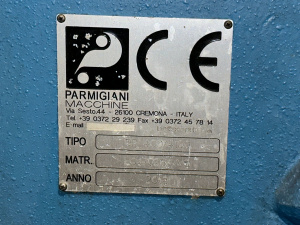 CE
PARMIGIANI
MACCHINE
Via Sesto,44 - 26100 CREMONA - ITALY
Tel +39 0372 29 239 Fax +39 0372 45 78 14
E-mail
TIPO
MATR.
ANNO